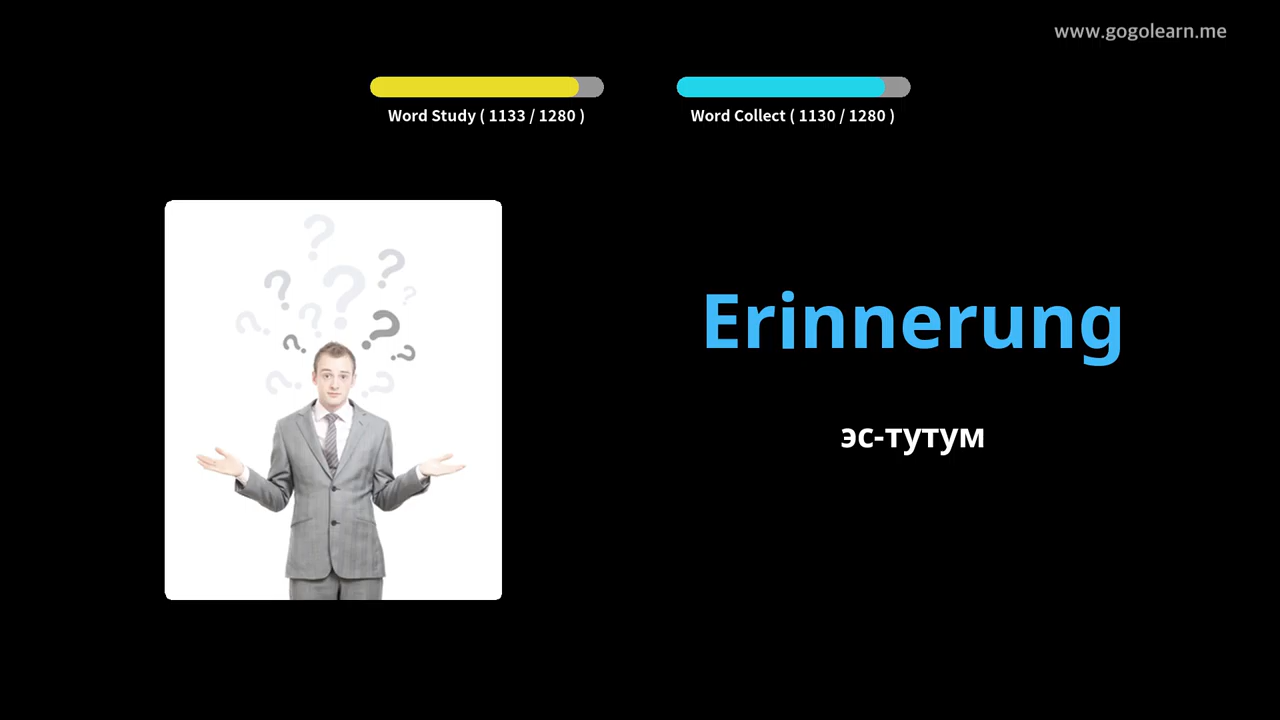 www.gogolearn.me
Word Study ( 1133 / 1280 )
Word Collect ( 1130 / 1280 )
Erinnerung
эс-тутум